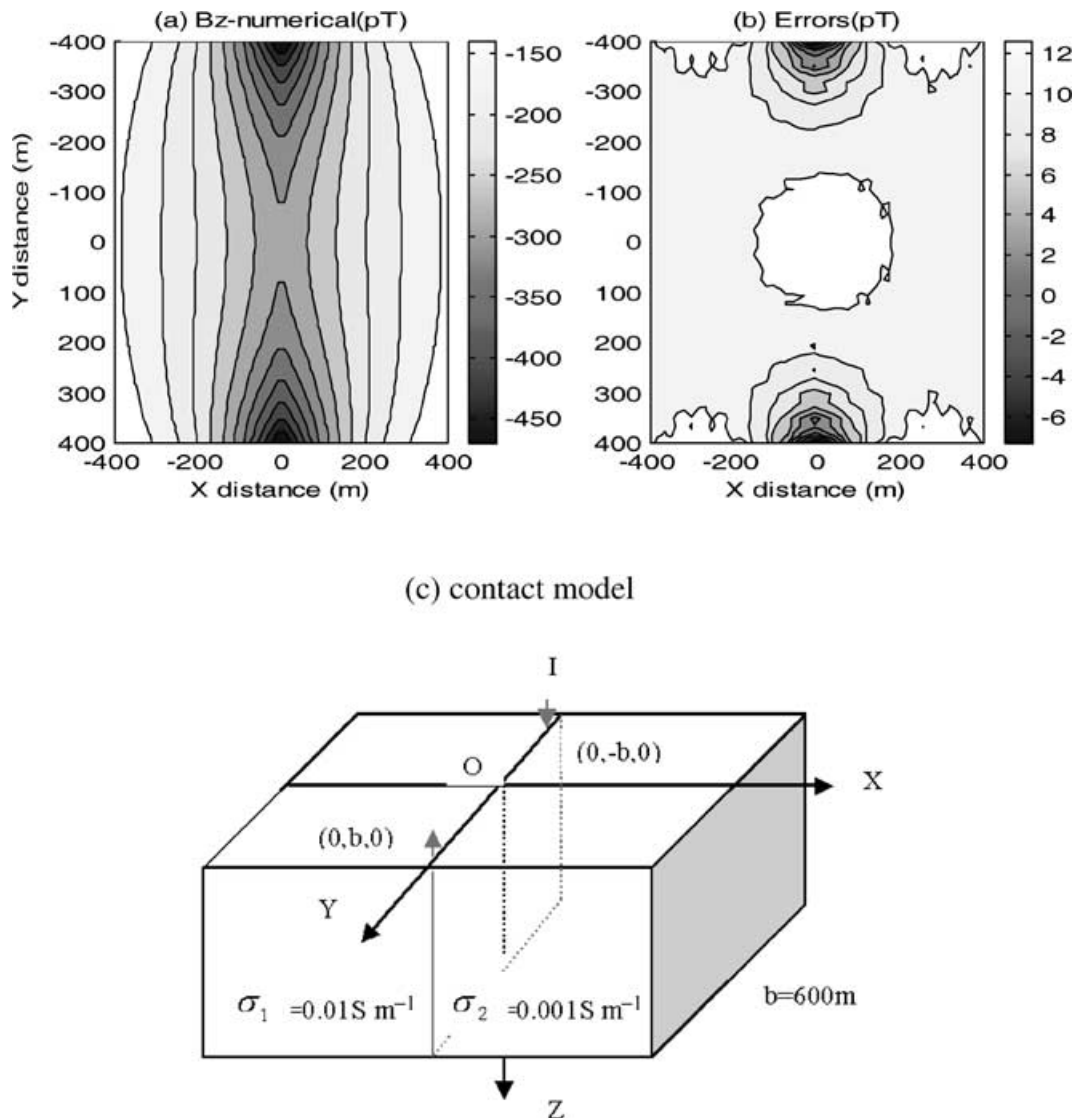 (a) Bz-numerical(pT)
-400
-300
-200
-100
0
100
200
300
400
Y distance (m)
-400 -200 0 200 400
X distance (m)
-150
-200
-250
-300
-350
-400
-450
(b) Errors(pT)
-400
-300
-200
-100
0
100
200
300
400
-400 -200 0 200 400
X distance (m)
12
10
8
6
4
2
0
-2
-4
-6
(c) contact model
I
(0,-b,0)
O
X
(0,b,0)
Y
σ₁ =0.01S m⁻¹
σ₂ =0.001S m⁻¹
b=600m
Z